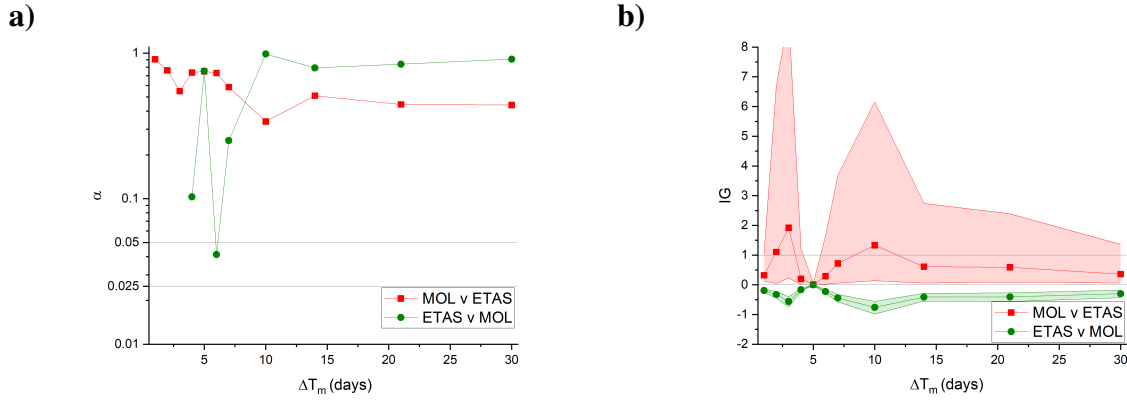 a)
b)
1
0.1
0.05
0.025
0.01
α
5
10
15
20
25
30
ΔTm (days)
MOL v ETAS
ETAS v MOL
8
7
6
5
4
3
2
1
0
-1
-2
IG
5
10
15
20
25
30
ΔTm (days)
MOL v ETAS
ETAS v MOL